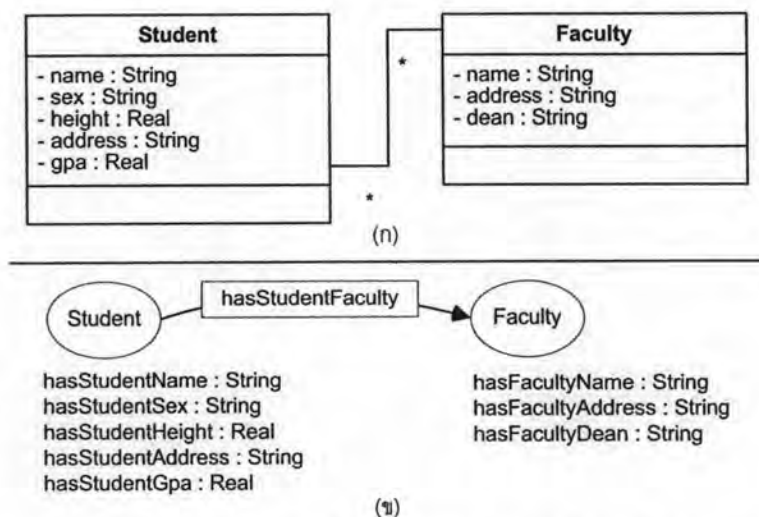 Student
- name : String
- sex : String
- height : Real
- address : String
- gpa : Real
*
Faculty
- name : String
- address : String
- dean : String
*
(ก)
Student
hasStudentFaculty
Faculty
hasStudentName : String
hasStudentSex : String
hasStudentHeight : Real
hasStudentAddress : String
hasStudentGpa : Real
hasFacultyName : String
hasFacultyAddress : String
hasFacultyDean : String
(ข)